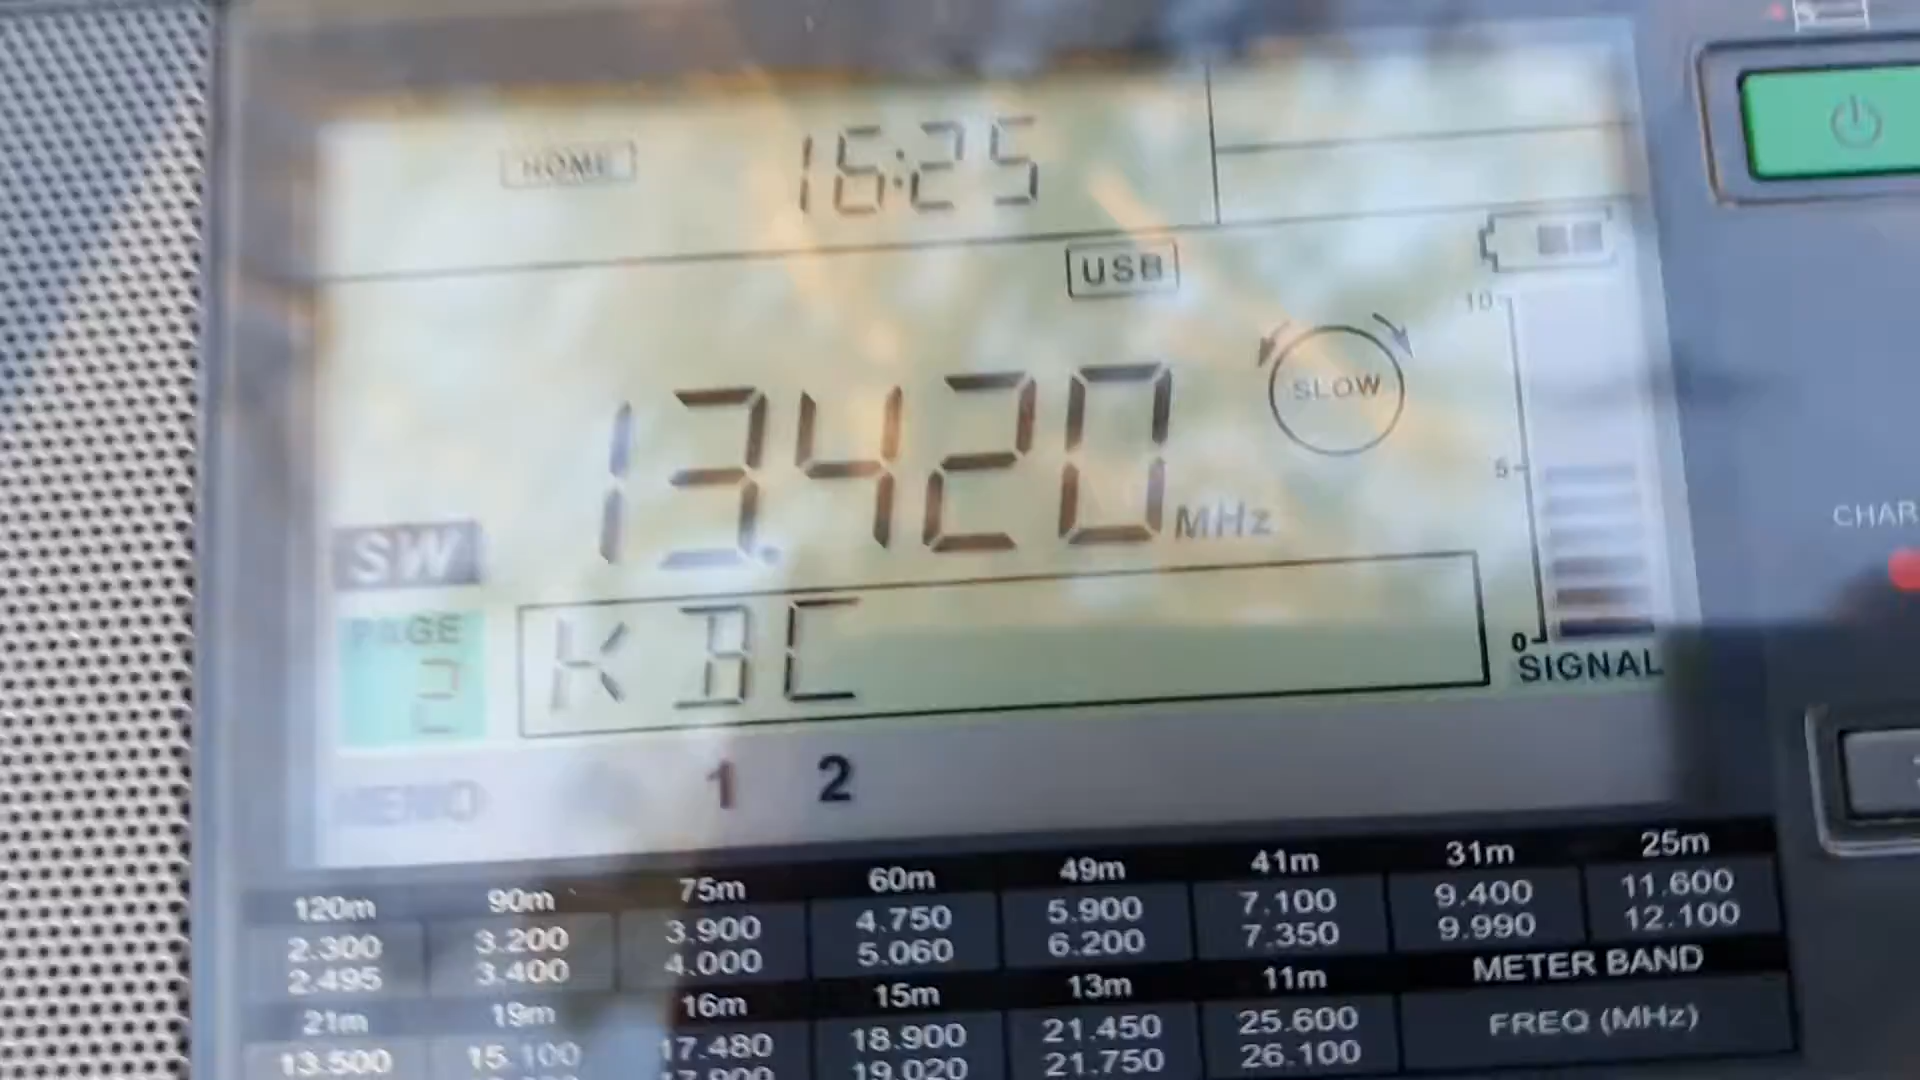 HOME 16:25
USB
10
13.420 MHz SLOW
5
SW
PAGE
2
KBC
0
SIGNAL
MEMO 1 2
CHAR
120m 90m 75m 60m 49m 41m 31m 25m
2.300 3.200 3.900 4.750 5.900 7.100 9.400 11.600
2.495 3.400 4.000 5.060 6.200 7.350 9.990 12.100
21m 19m 16m 15m 13m 11m METER BAND
13.500 15.100 17.480 18.900 21.450 25.600 FREQ (MHz)
17.900 19.020 21.750 26.100